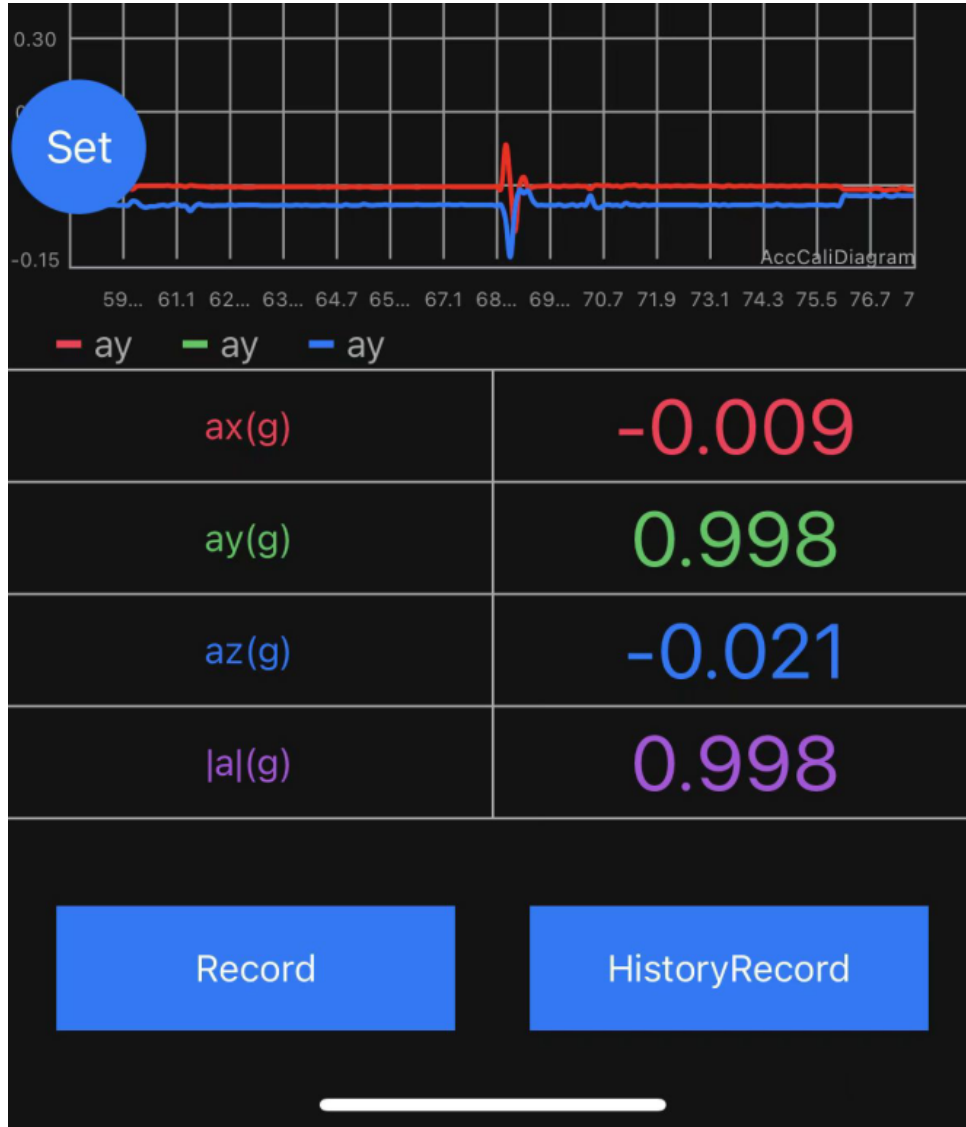 0.30
Set
-0.15
AccCaliDiagram
59... 61.1 62... 63... 64.7 65... 67.1 68... 69... 70.7 71.9 73.1 74.3 75.5 76.7 7
ay ay ay
ax(g) -0.009
ay(g) 0.998
az(g) -0.021
|a|(g) 0.998
Record HistoryRecord